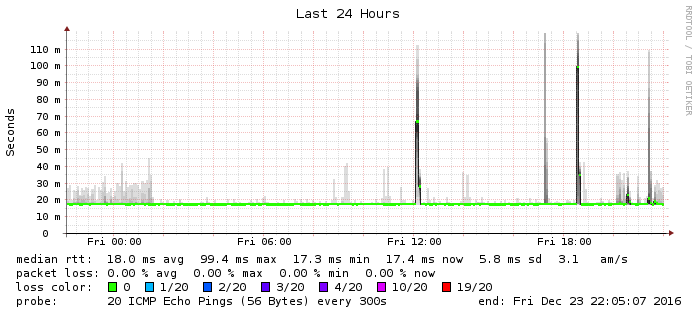 Last 24 Hours
RRDTOOL / TOBI OETIKER
Seconds
110 m
100 m
90 m
80 m
70 m
60 m
50 m
40 m
30 m
20 m
10 m
0
Fri 00:00 Fri 06:00 Fri 12:00 Fri 18:00
median rtt: 18.0 ms avg 99.4 ms max 17.3 ms min 17.4 ms now 5.8 ms sd 3.1 am/s
packet loss: 0.00 % avg 0.00 % max 0.00 % min 0.00 % now
loss color: 0 1/20 2/20 3/20 4/20 10/20 19/20
probe: 20 ICMP Echo Pings (56 Bytes) every 300s end: Fri Dec 23 22:05:07 2016